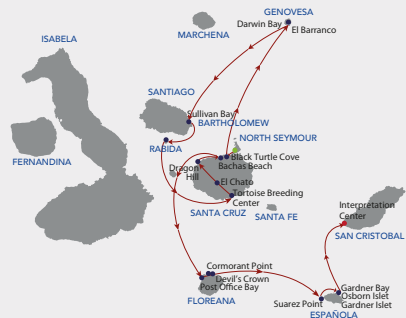 GENOVESA
Darwin Bay
El Barranco
MARCHENA
ISABELA
SANTIAGO
Sullivan Bay
BARTHOLOMEW
NORTH SEYMOUR
RABIDA
FERNANDINA
Black Turtle Cove
Bachas Beach
Dragon
Hill
El Chato
Tortoise Breeding
Center
SANTA CRUZ
SANTA FE
Interpretation
Center
SAN CRISTOBAL
Cormorant Point
Devil's Crown
Post Office Bay
FLOREANA
Gardner Bay
Osborn Islet
Gardner Islet
Suarez Point
ESPAÑOLA